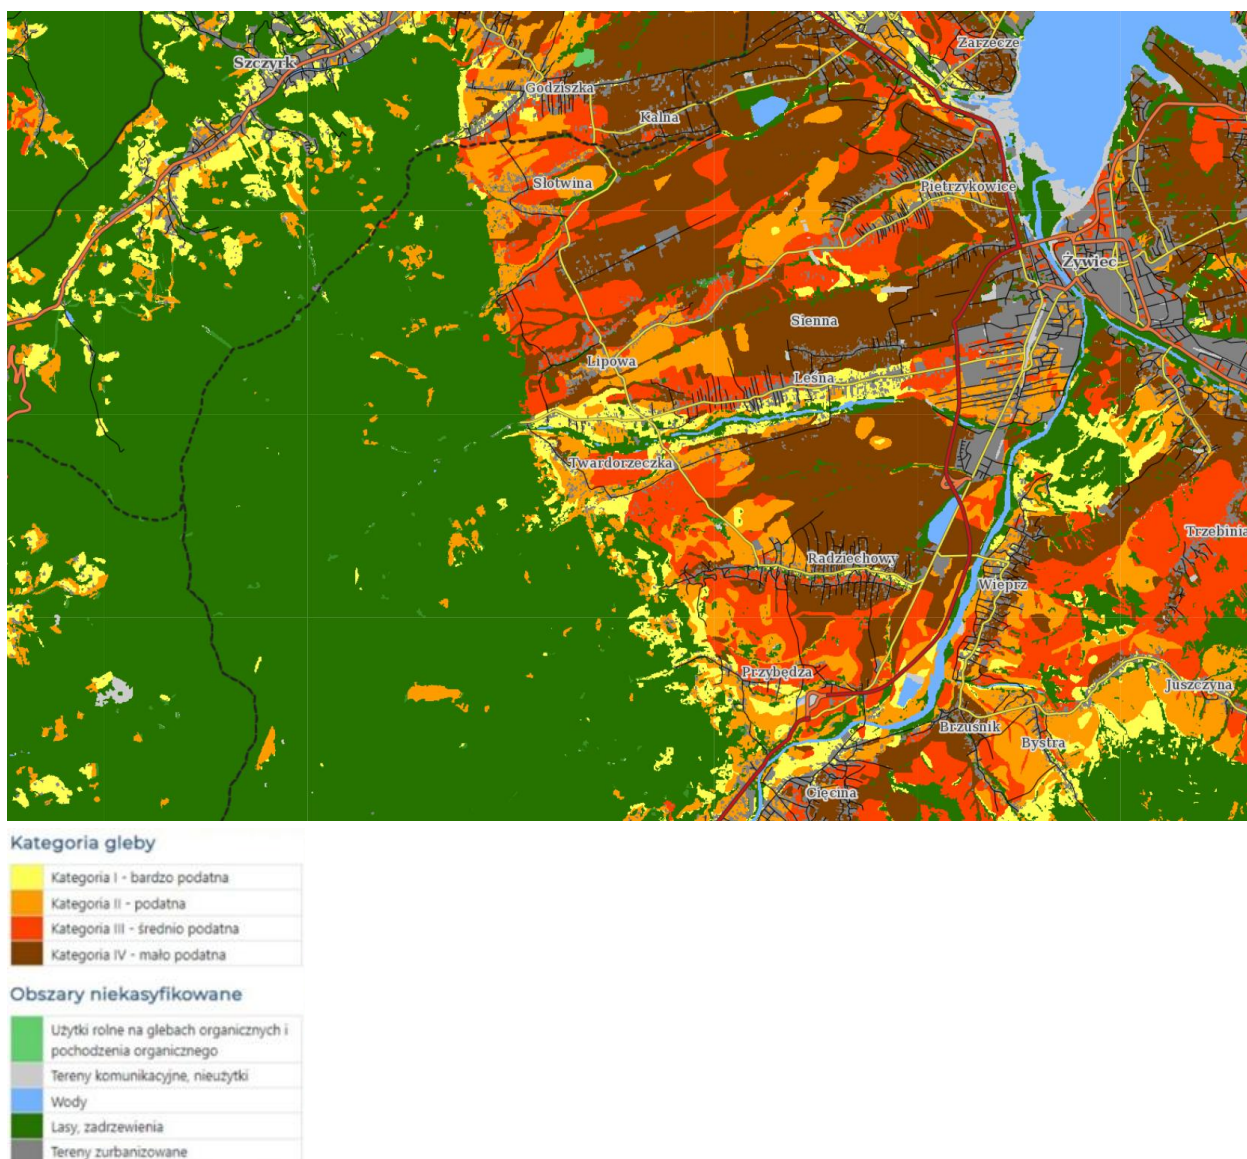 Zarzecze
Szczyrk
Godziszka
Kalna
Słotwina
Pietrzykowice
Żywiec
Sienna
Lipowa
Leśna
Twardorzeczka
Trzebinia
Radziechowy
Wieprz
Przybędza
Juszczyna
Brzuśnik
Bystra
Cięcina
Kategoria gleby
Kategoria I - bardzo podatna
Kategoria II - podatna
Kategoria III - średnio podatna
Kategoria IV - mało podatna
Obszary niekasyfikowane
Użytki rolne na glebach organicznych i
pochodzenia organicznego
Tereny komunikacyjne, nieużytki
Wody
Lasy, zadrzewienia
Tereny zurbanizowane